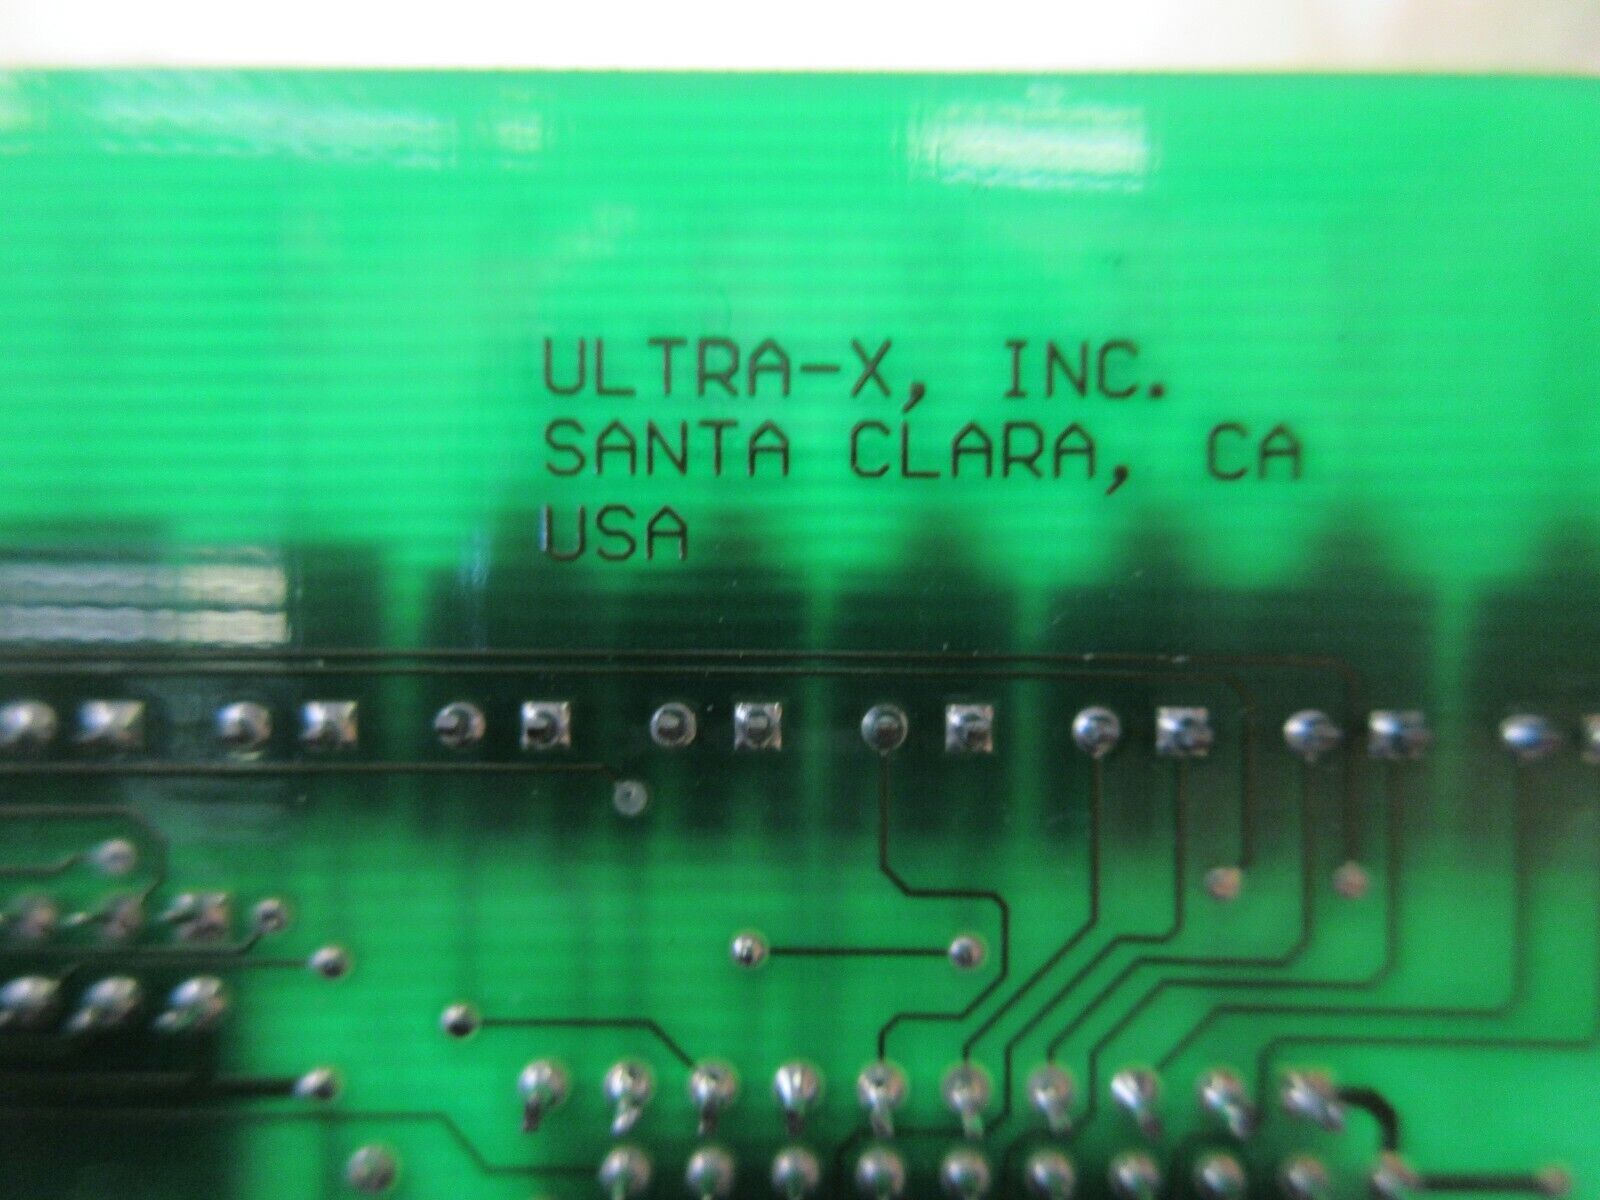 ULTRA-X, INC.
SANTA CLARA, CA
USA